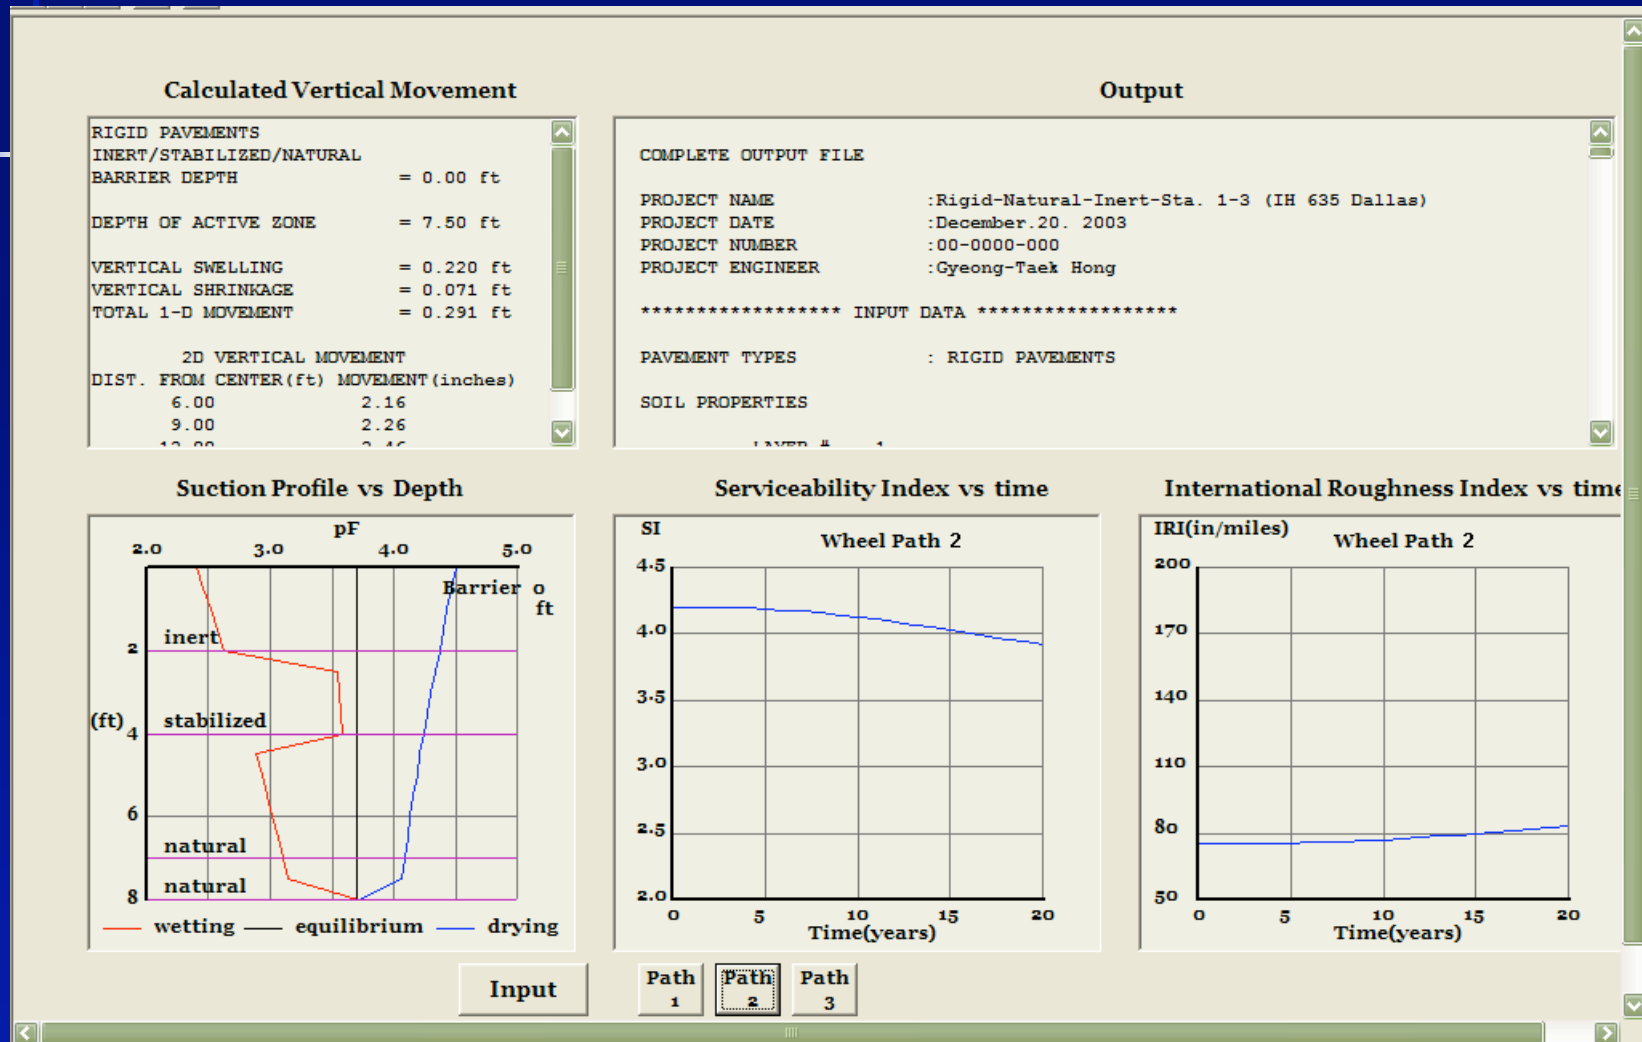 Calculated Vertical Movement
RIGID PAVEMENTS
INERT/STABILIZED/NATURAL
BARRIER DEPTH = 0.00 ft
DEPTH OF ACTIVE ZONE = 7.50 ft
VERTICAL SWELLING = 0.220 ft
VERTICAL SHRINKAGE = 0.071 ft
TOTAL 1-D MOVEMENT = 0.291 ft
2D VERTICAL MOVEMENT
DIST. FROM CENTER(ft) MOVEMENT(inches)
6.00 2.16
9.00 2.26
Output
COMPLETE OUTPUT FILE
PROJECT NAME :Rigid-Natural-Inert-Sta. 1-3 (IH 635 Dallas)
PROJECT DATE :December.20. 2003
PROJECT NUMBER :00-0000-000
PROJECT ENGINEER :Gyeong-Taek Hong
****************** INPUT DATA ******************
PAVEMENT TYPES : RIGID PAVEMENTS
SOIL PROPERTIES
LAYER # 1
Suction Profile vs Depth
pF
2.0 3.0 4.0 5.0
Barrier 0
ft
inert
2
(ft)
stabilized
4
6
natural
natural
8
wetting equilibrium drying
Serviceability Index vs time
SI
Wheel Path 2
4.5
4.0
3.5
3.0
2.5
2.0
0 5 10 15 20
Time(years)
International Roughness Index vs time
IRI(in/miles)
Wheel Path 2
200
170
140
110
80
50
0 5 10 15 20
Time(years)
Input
Path 1
Path 2
Path 3